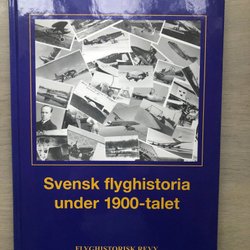 Svensk flyghistoria
under 1900-talet
FLYGHISTORISK REVY